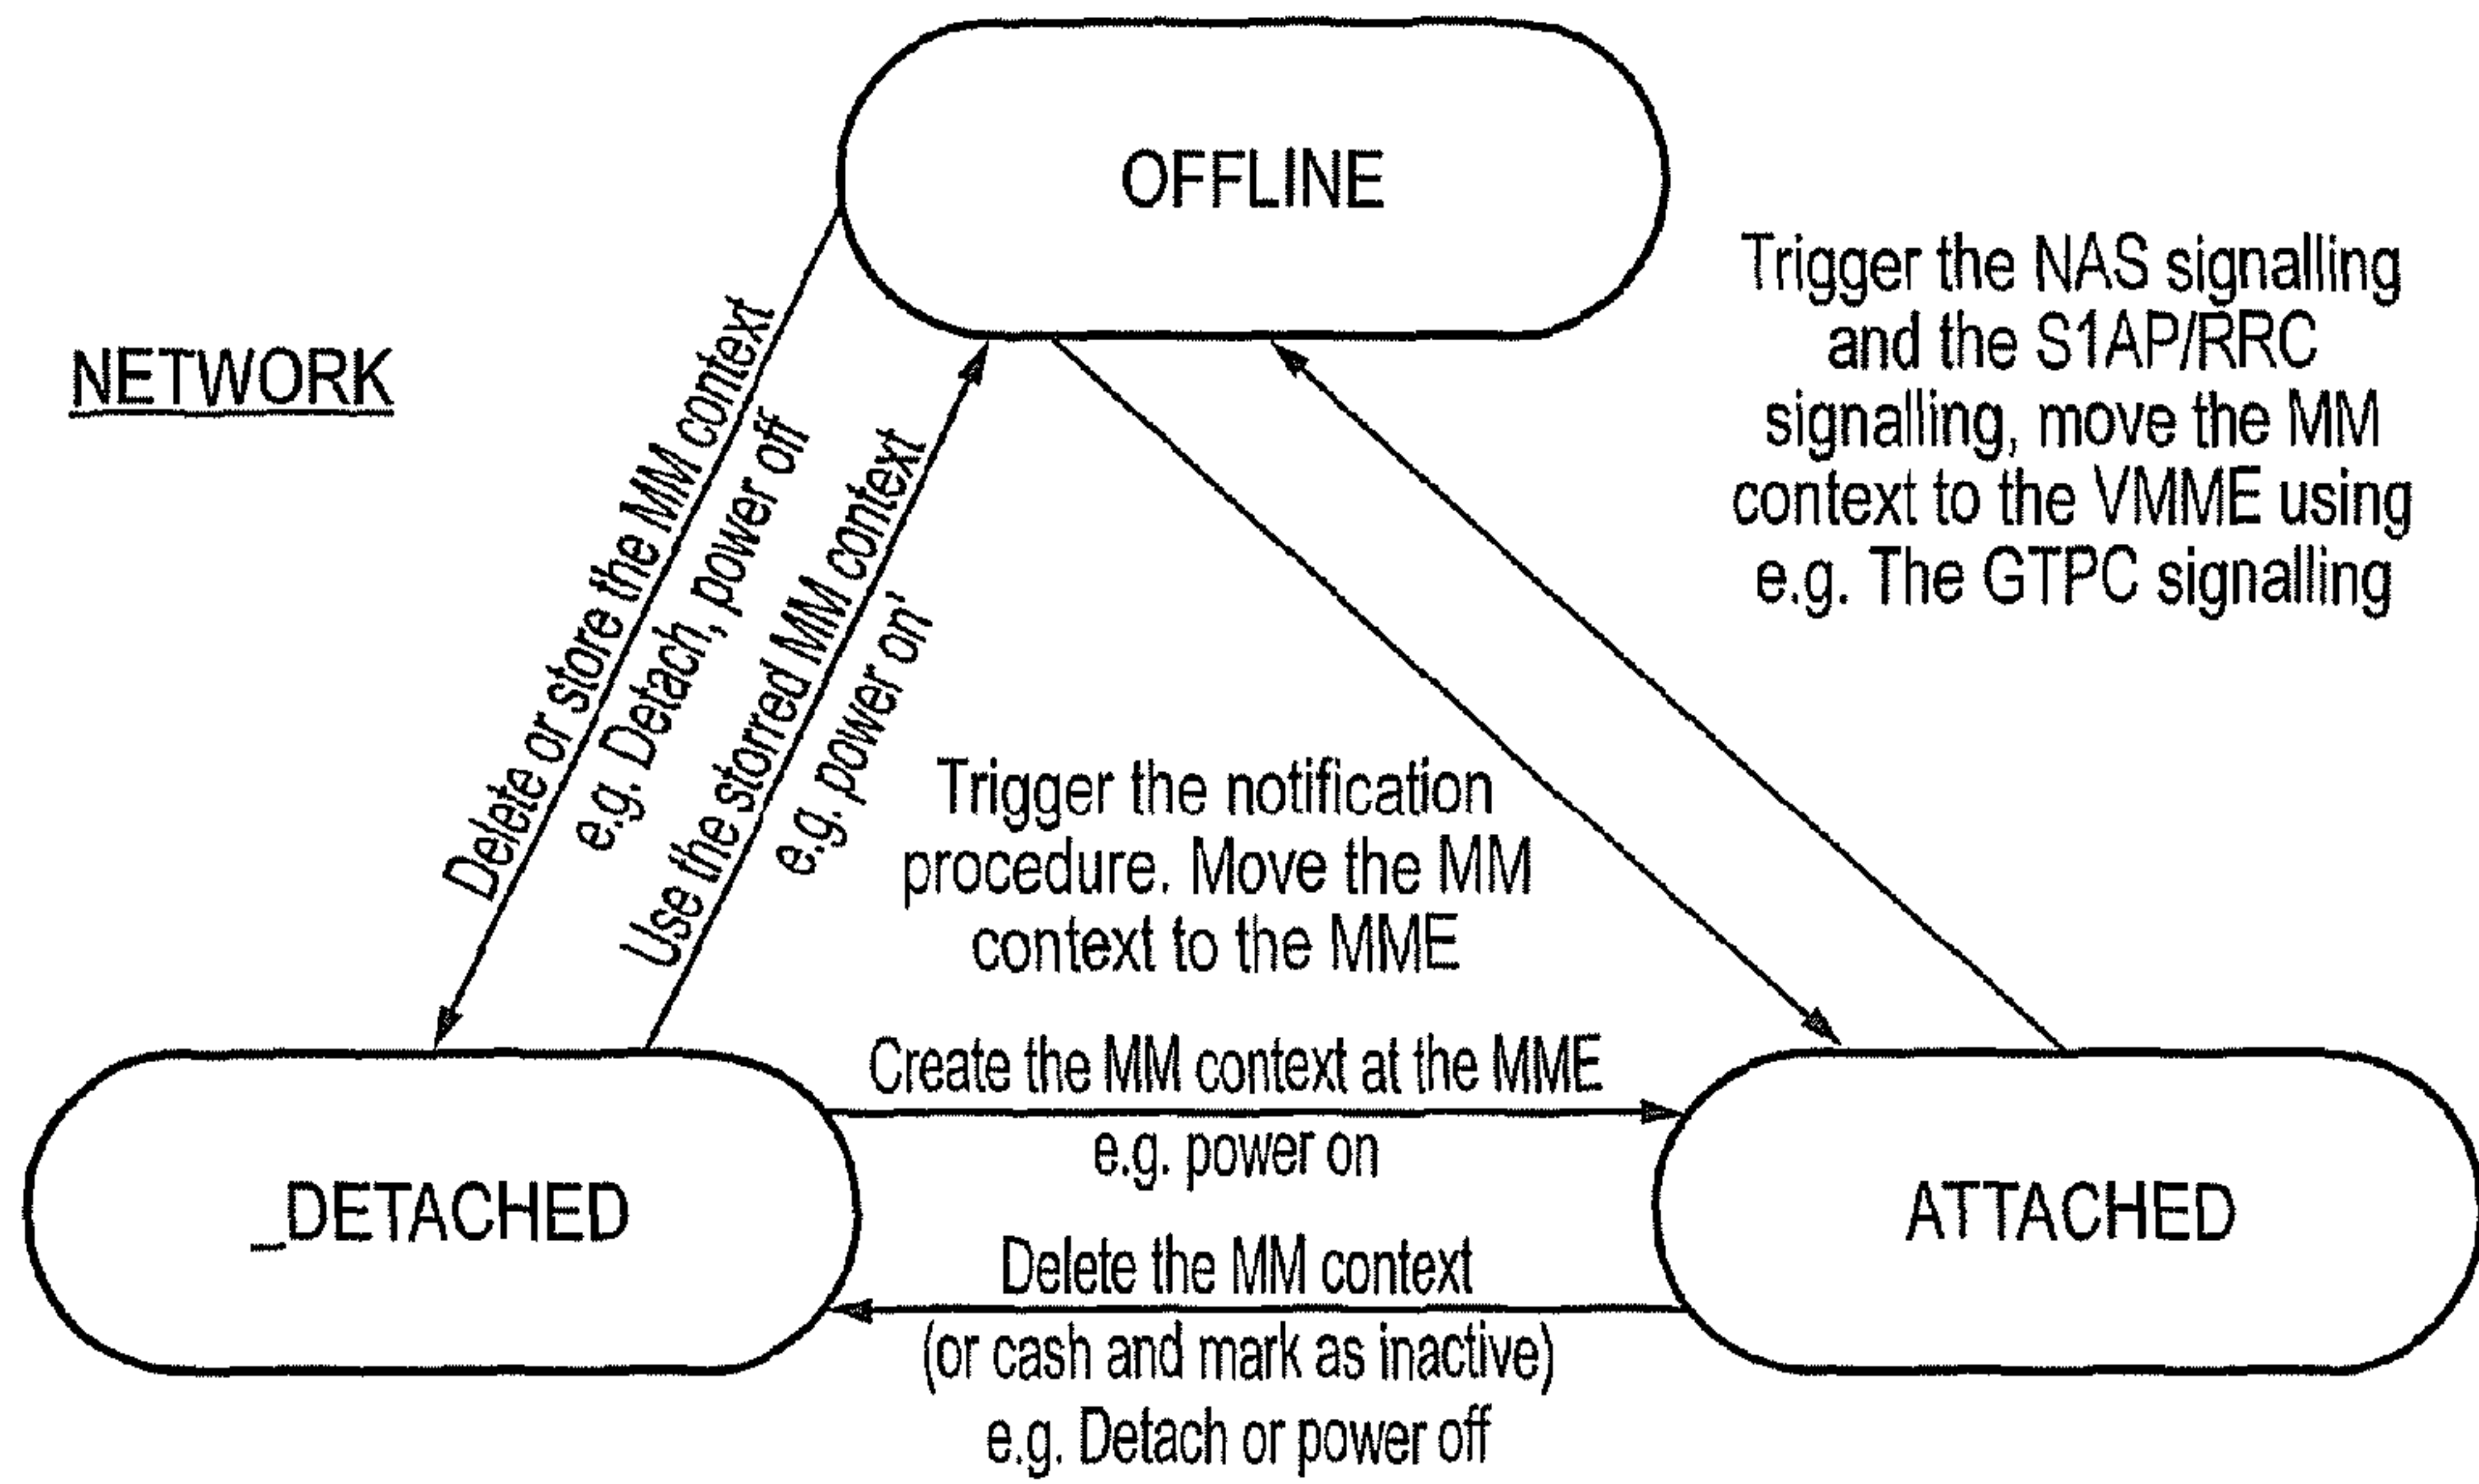 OFFLINE
NETWORK
Trigger the NAS signalling
and the S1AP/RRC
signalling, move the MM
context to the VMME using
e.g. The GTPC signalling
Delete or store the MM context
e.g. Detach, power off
Use the storred MM context
e.g. power on'
Trigger the notification
procedure. Move the MM
context to the MME
Create the MM context at the MME
e.g. power on
_DETACHED
ATTACHED
Delete the MM context
(or cash and mark as inactive)
e.g. Detach or power off